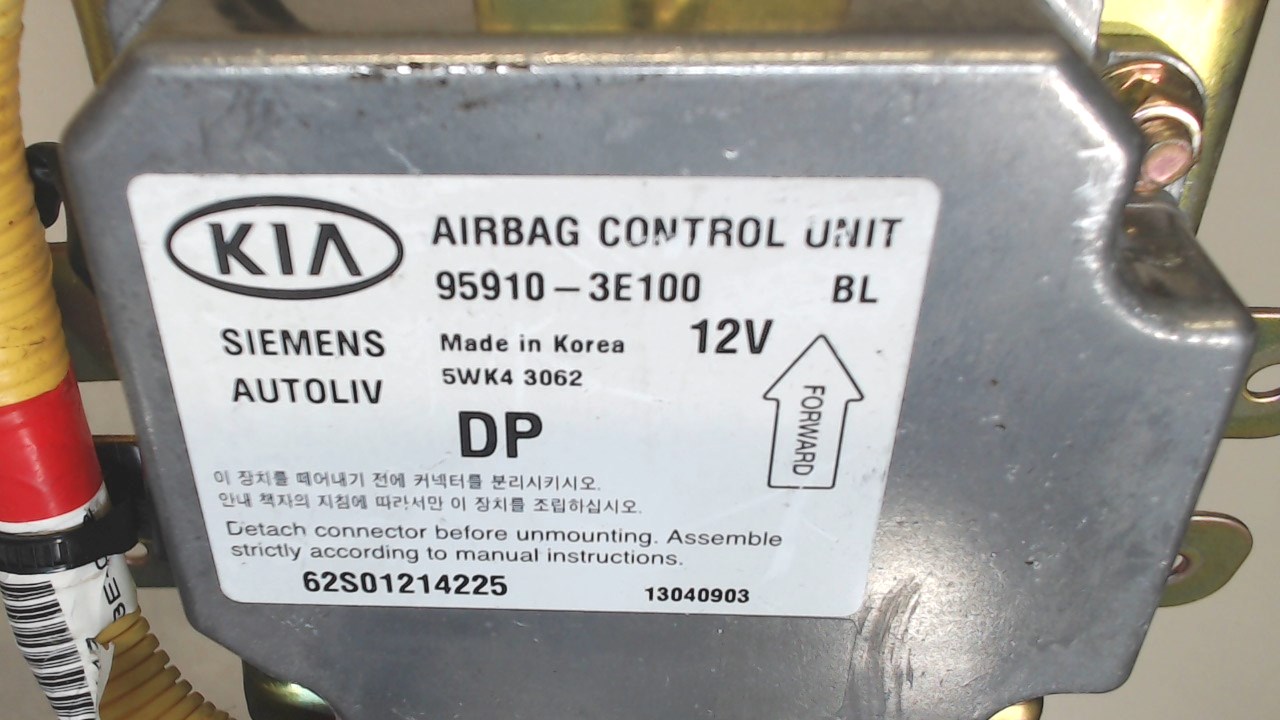 KIA
AIRBAG CONTROL UNIT
95910-3E100 BL
SIEMENS
AUTOLIV
Made in Korea
12V
5WK4 3062
DP
FORWARD
이 장치를 떼어내기 전에 커넥터를 분리시키시오.
안내 책자의 지침에 따라서만 이 장치를 조립하십시오.
Detach connector before unmounting. Assemble
strictly according to manual instructions.
62S01214225
13040903